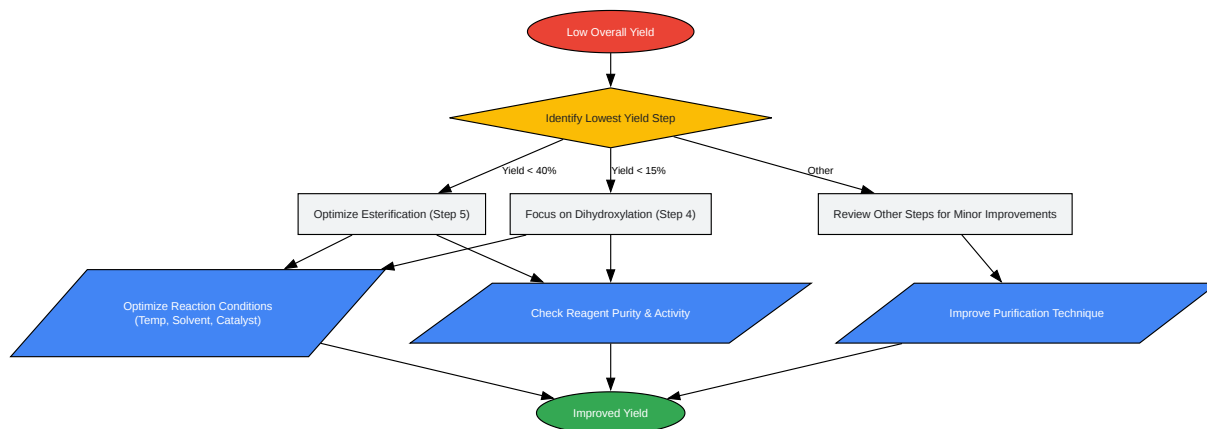 Low Overall Yield
Identify Lowest Yield Step
Yield < 40%
Yield < 15%
Other
Optimize Esterification (Step 5)
Focus on Dihydroxylation (Step 4)
Review Other Steps for Minor Improvements
Optimize Reaction Conditions
(Temp, Solvent, Catalyst)
Check Reagent Purity & Activity
Improve Purification Technique
Improved Yield